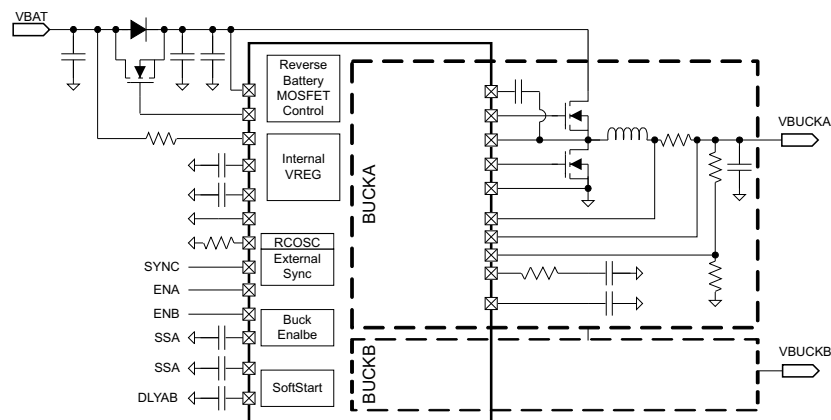 VBAT
Reverse
Battery
MOSFET
Control
Internal
VREG
RCOSC
External
Sync
SYNC
ENA
ENB
Buck
Enalbe
SSA
SSA
SoftStart
DLYAB
BUCKA
VBUCKA
BUCKB
VBUCKB